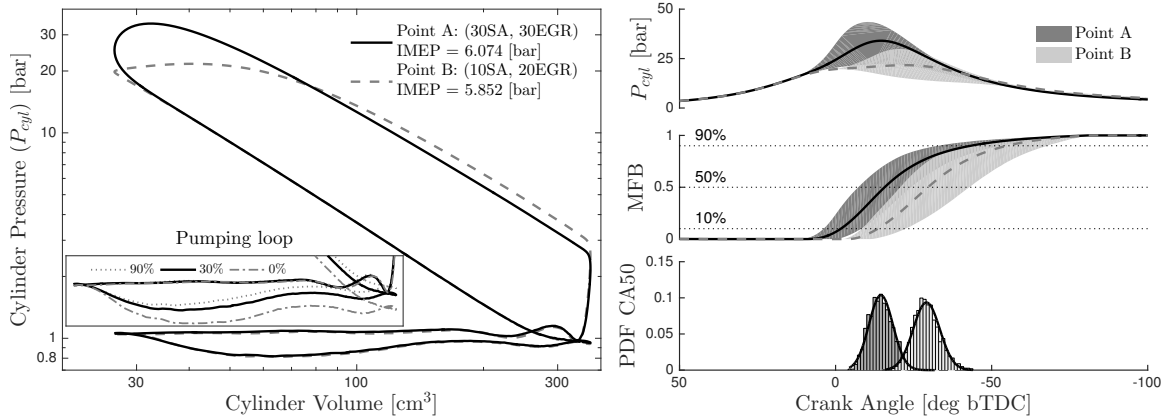 Cylinder Pressure (P_cyl) [bar]
40
30
20
10
1
0.8
Point A: (30SA, 30EGR)
IMEP = 6.074 [bar]
Point B: (10SA, 20EGR)
IMEP = 5.852 [bar]
Pumping loop
90% 30% 0%
30 100 300
Cylinder Volume [cm³]
P_cyl [bar]
50
25
0
Point A
Point B
MFB
1
0.5
0
90%
50%
10%
PDF CA50
0.15
0.1
0.05
0
50 0 -50 -100
Crank Angle [deg bTDC]